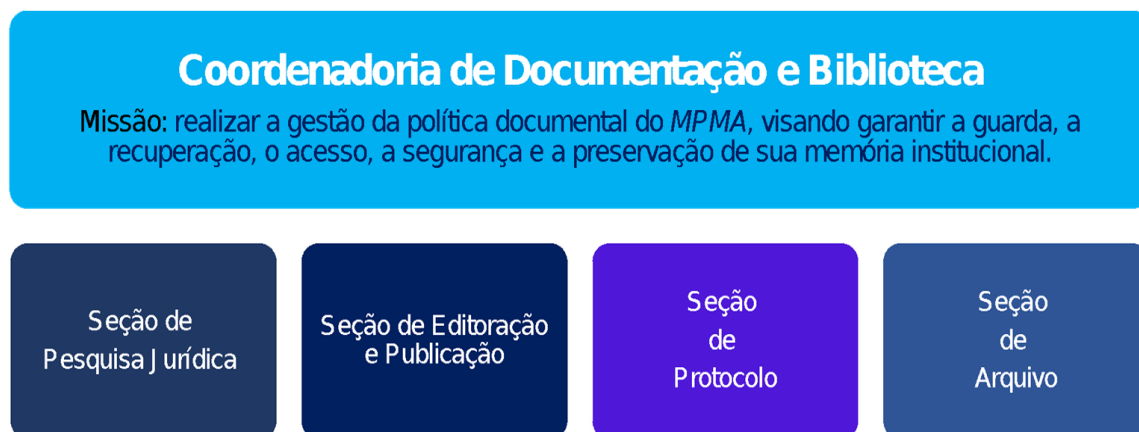 Coordenadoria de Documentação e Biblioteca
Missão: realizar a gestão da política documental do MPMA, visando garantir a guarda, a
recuperação, o acesso, a segurança e a preservação de sua memória institucional.
Seção de
Pesquisa Jurídica
Seção de Editoração
e Publicação
Seção
de
Protocolo
Seção
de
Arquivo